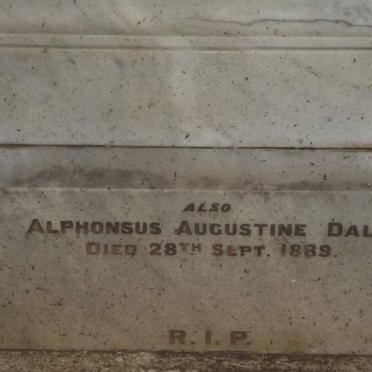 ALSO
ALPHONSUS AUGUSTINE DAL
DIED 28TH SEPT. 1889.
R.I.P.